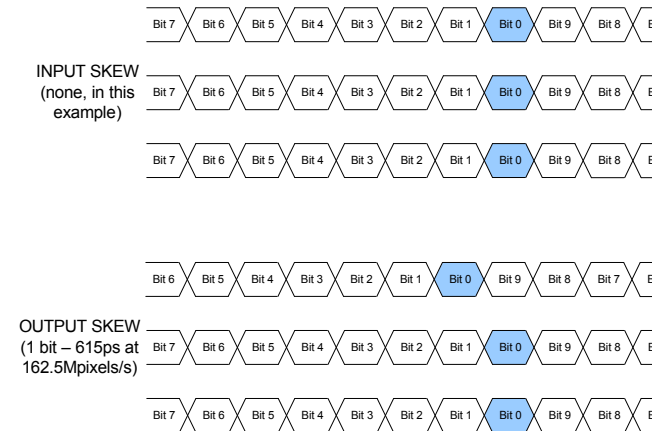 Bit 7 Bit 6 Bit 5 Bit 4 Bit 3 Bit 2 Bit 1 Bit 0 Bit 9 Bit 8
INPUT SKEW
(none, in this
example)
Bit 7 Bit 6 Bit 5 Bit 4 Bit 3 Bit 2 Bit 1 Bit 0 Bit 9 Bit 8
Bit 7 Bit 6 Bit 5 Bit 4 Bit 3 Bit 2 Bit 1 Bit 0 Bit 9 Bit 8
Bit 6 Bit 5 Bit 4 Bit 3 Bit 2 Bit 1 Bit 0 Bit 9 Bit 8 Bit 7
OUTPUT SKEW
(1 bit – 615ps at
162.5Mpixels/s)
Bit 7 Bit 6 Bit 5 Bit 4 Bit 3 Bit 2 Bit 1 Bit 0 Bit 9 Bit 8
Bit 7 Bit 6 Bit 5 Bit 4 Bit 3 Bit 2 Bit 1 Bit 0 Bit 9 Bit 8